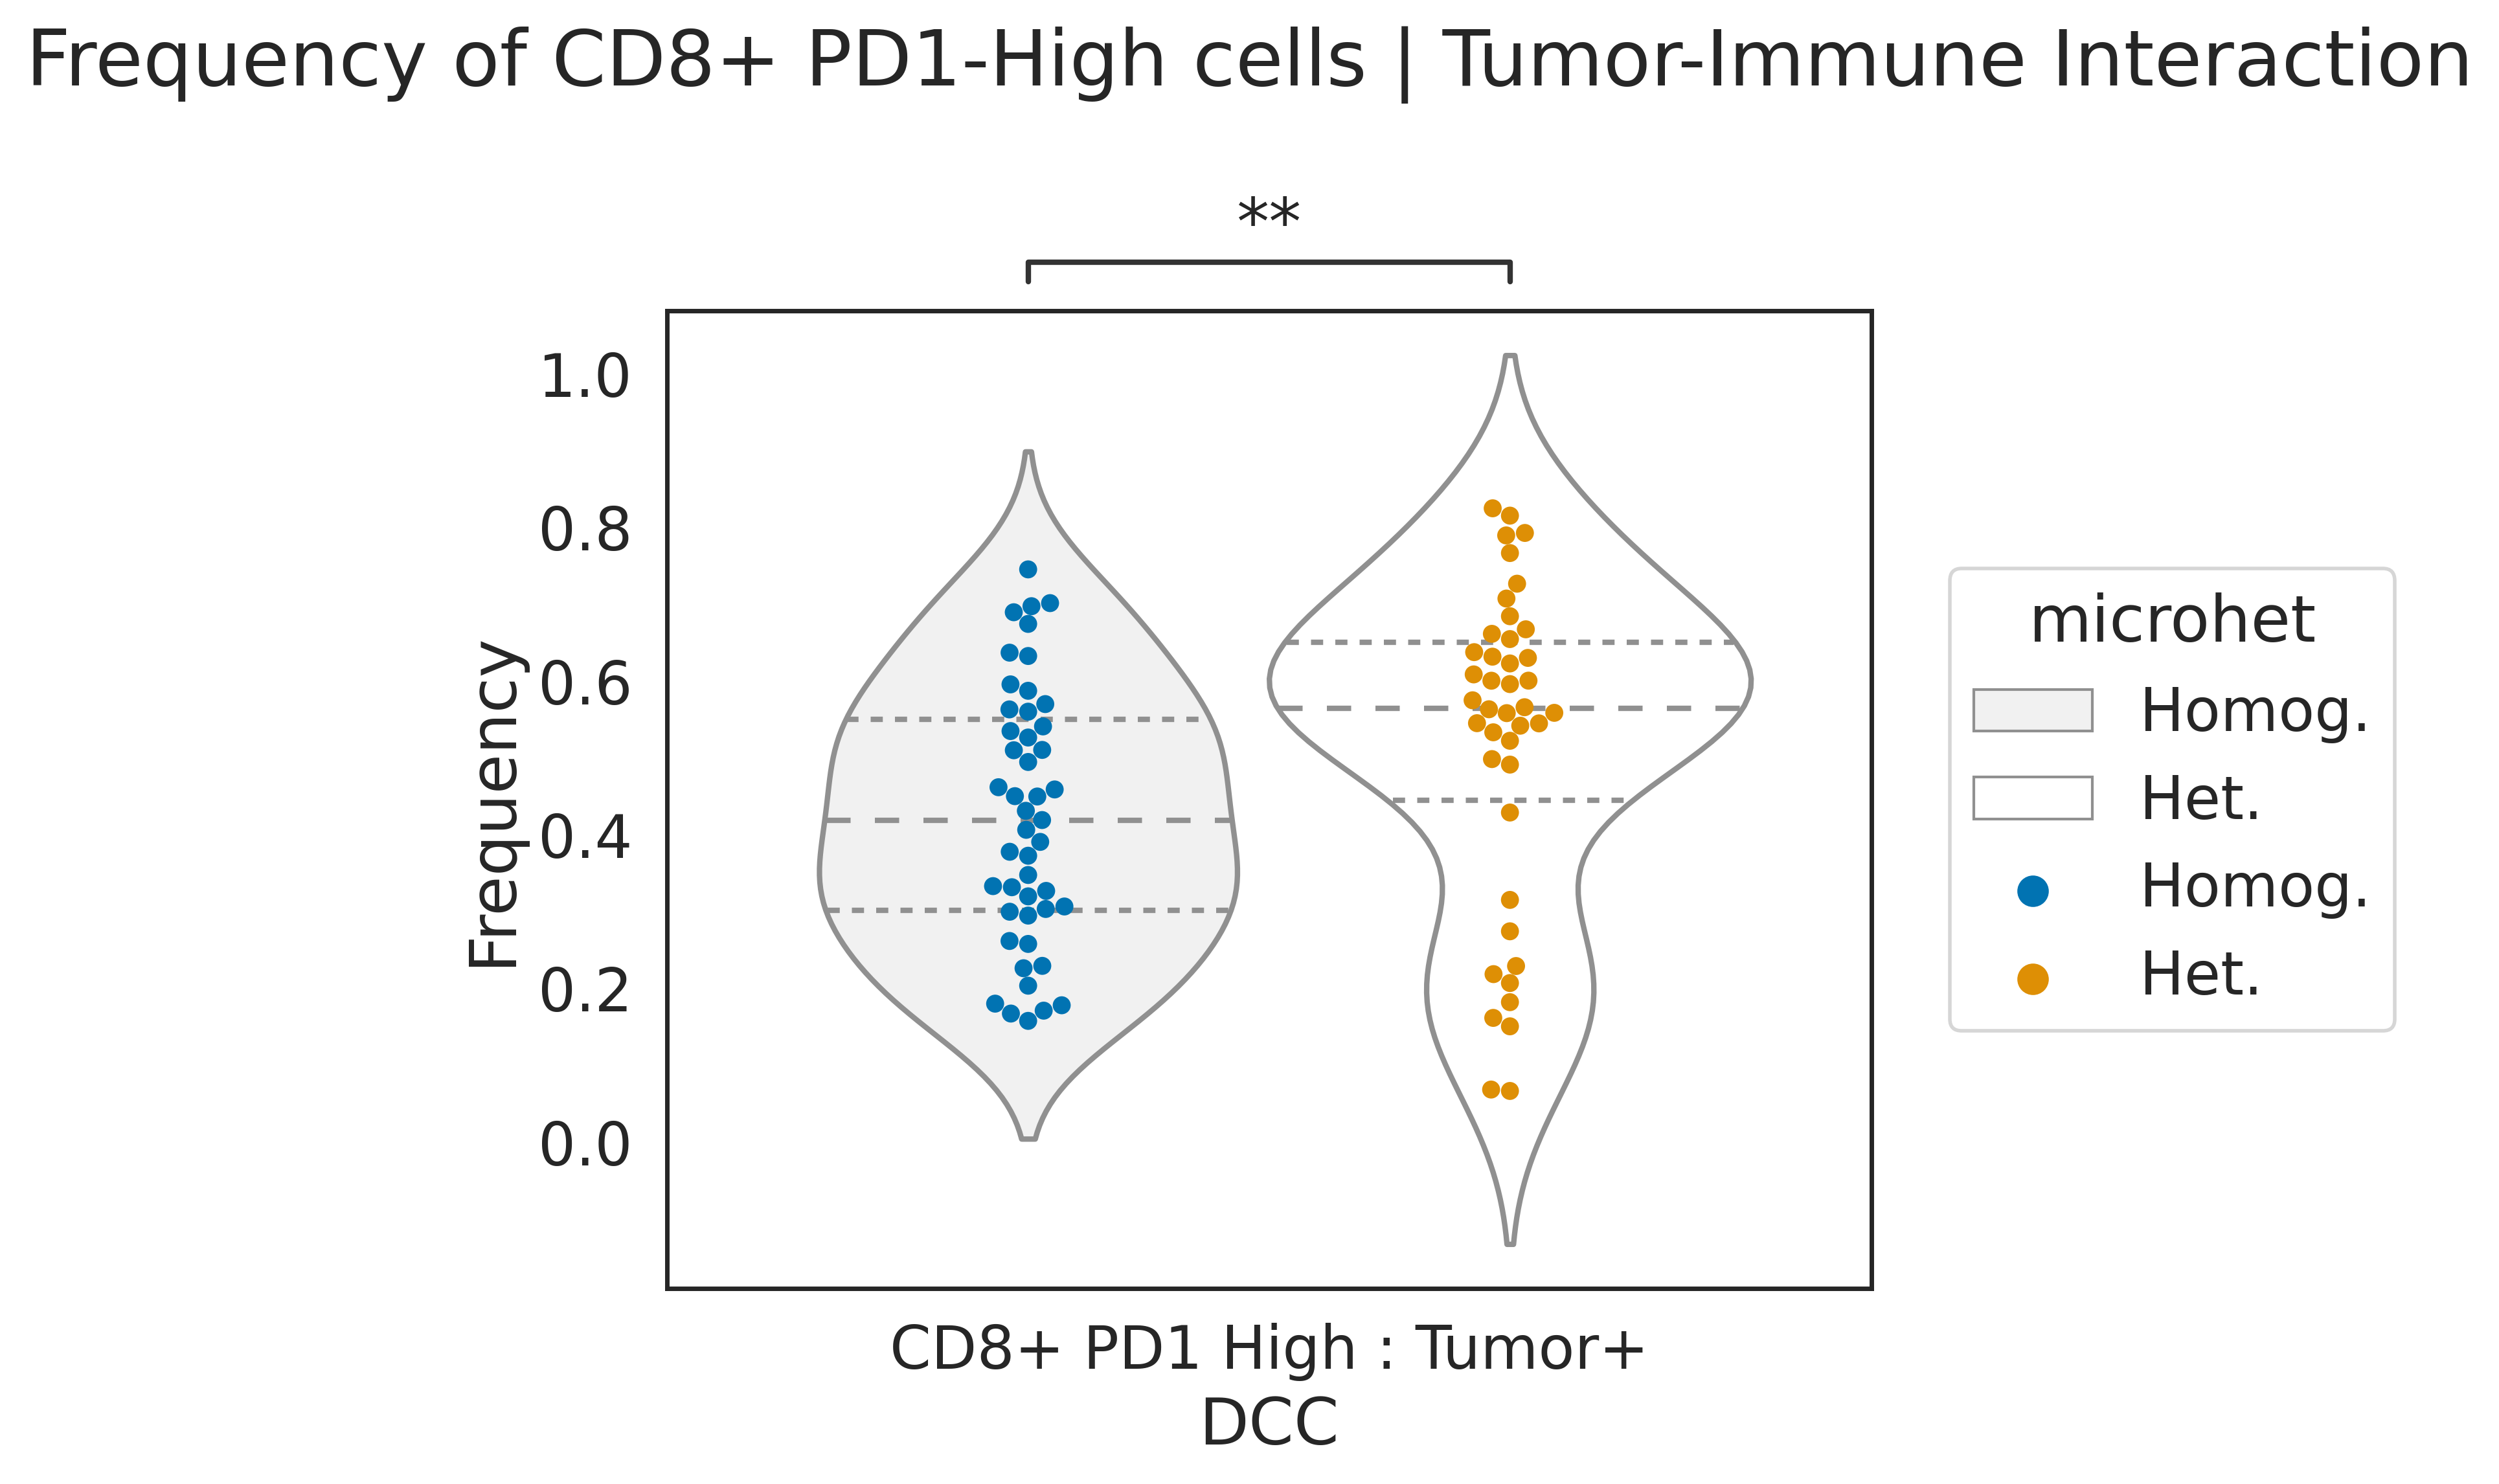 Frequency of CD8+ PD1-High cells | Tumor-Immune Interaction
**
1.0
0.8
0.6
0.4
0.2
0.0
Frequency
CD8+ PD1 High : Tumor+
DCC
microhet
Homog.
Het.
Homog.
Het.